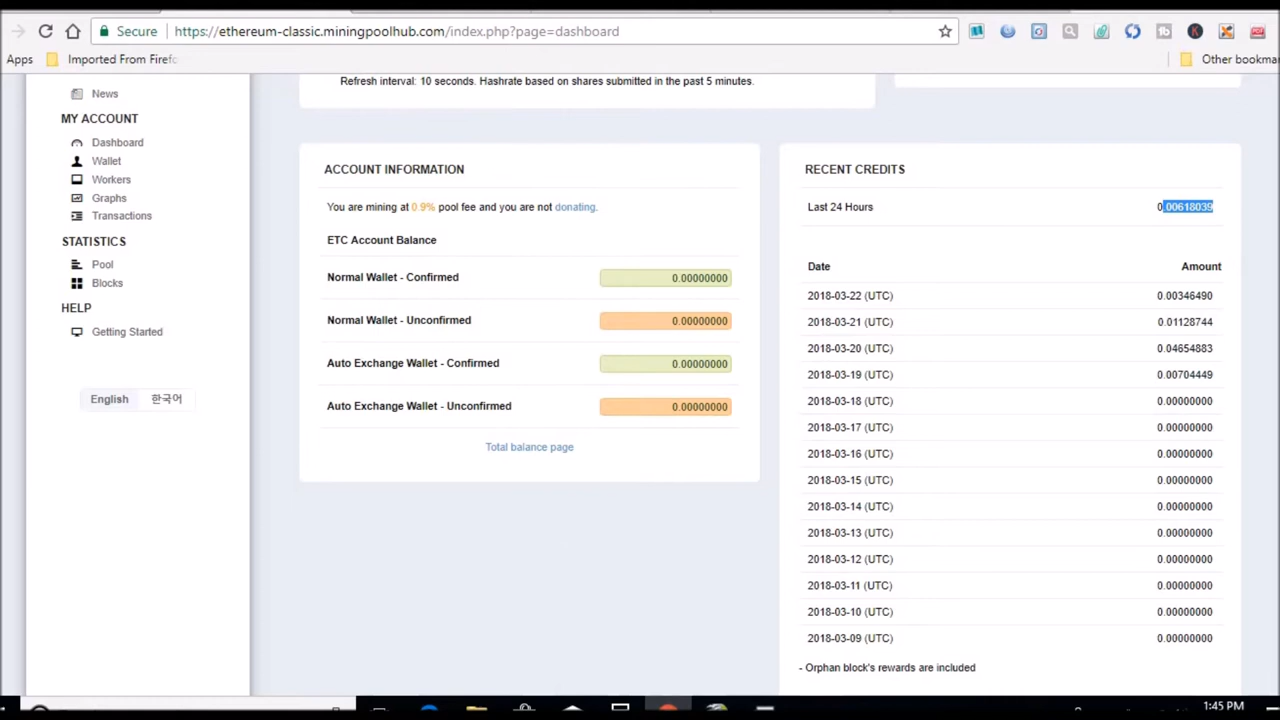 Secure https://ethereum-classic.miningpoolhub.com/index.php?page=dashboard
Apps Imported From Firefo Other bookma
News
MY ACCOUNT
Dashboard
Wallet
Workers
Graphs
Transactions
STATISTICS
Pool
Blocks
HELP
Getting Started
English 한국어
Refresh interval: 10 seconds. Hashrate based on shares submitted in the past 5 minutes.
ACCOUNT INFORMATION
You are mining at 0.9% pool fee and you are not donating.
ETC Account Balance
Normal Wallet - Confirmed 0.00000000
Normal Wallet - Unconfirmed 0.00000000
Auto Exchange Wallet - Confirmed 0.00000000
Auto Exchange Wallet - Unconfirmed 0.00000000
Total balance page
RECENT CREDITS
Last 24 Hours 0.00618039
Date Amount
2018-03-22 (UTC) 0.00346490
2018-03-21 (UTC) 0.01128744
2018-03-20 (UTC) 0.04654883
2018-03-19 (UTC) 0.00704449
2018-03-18 (UTC) 0.00000000
2018-03-17 (UTC) 0.00000000
2018-03-16 (UTC) 0.00000000
2018-03-15 (UTC) 0.00000000
2018-03-14 (UTC) 0.00000000
2018-03-13 (UTC) 0.00000000
2018-03-12 (UTC) 0.00000000
2018-03-11 (UTC) 0.00000000
2018-03-10 (UTC) 0.00000000
2018-03-09 (UTC) 0.00000000
- Orphan block's rewards are included
1:45 PM